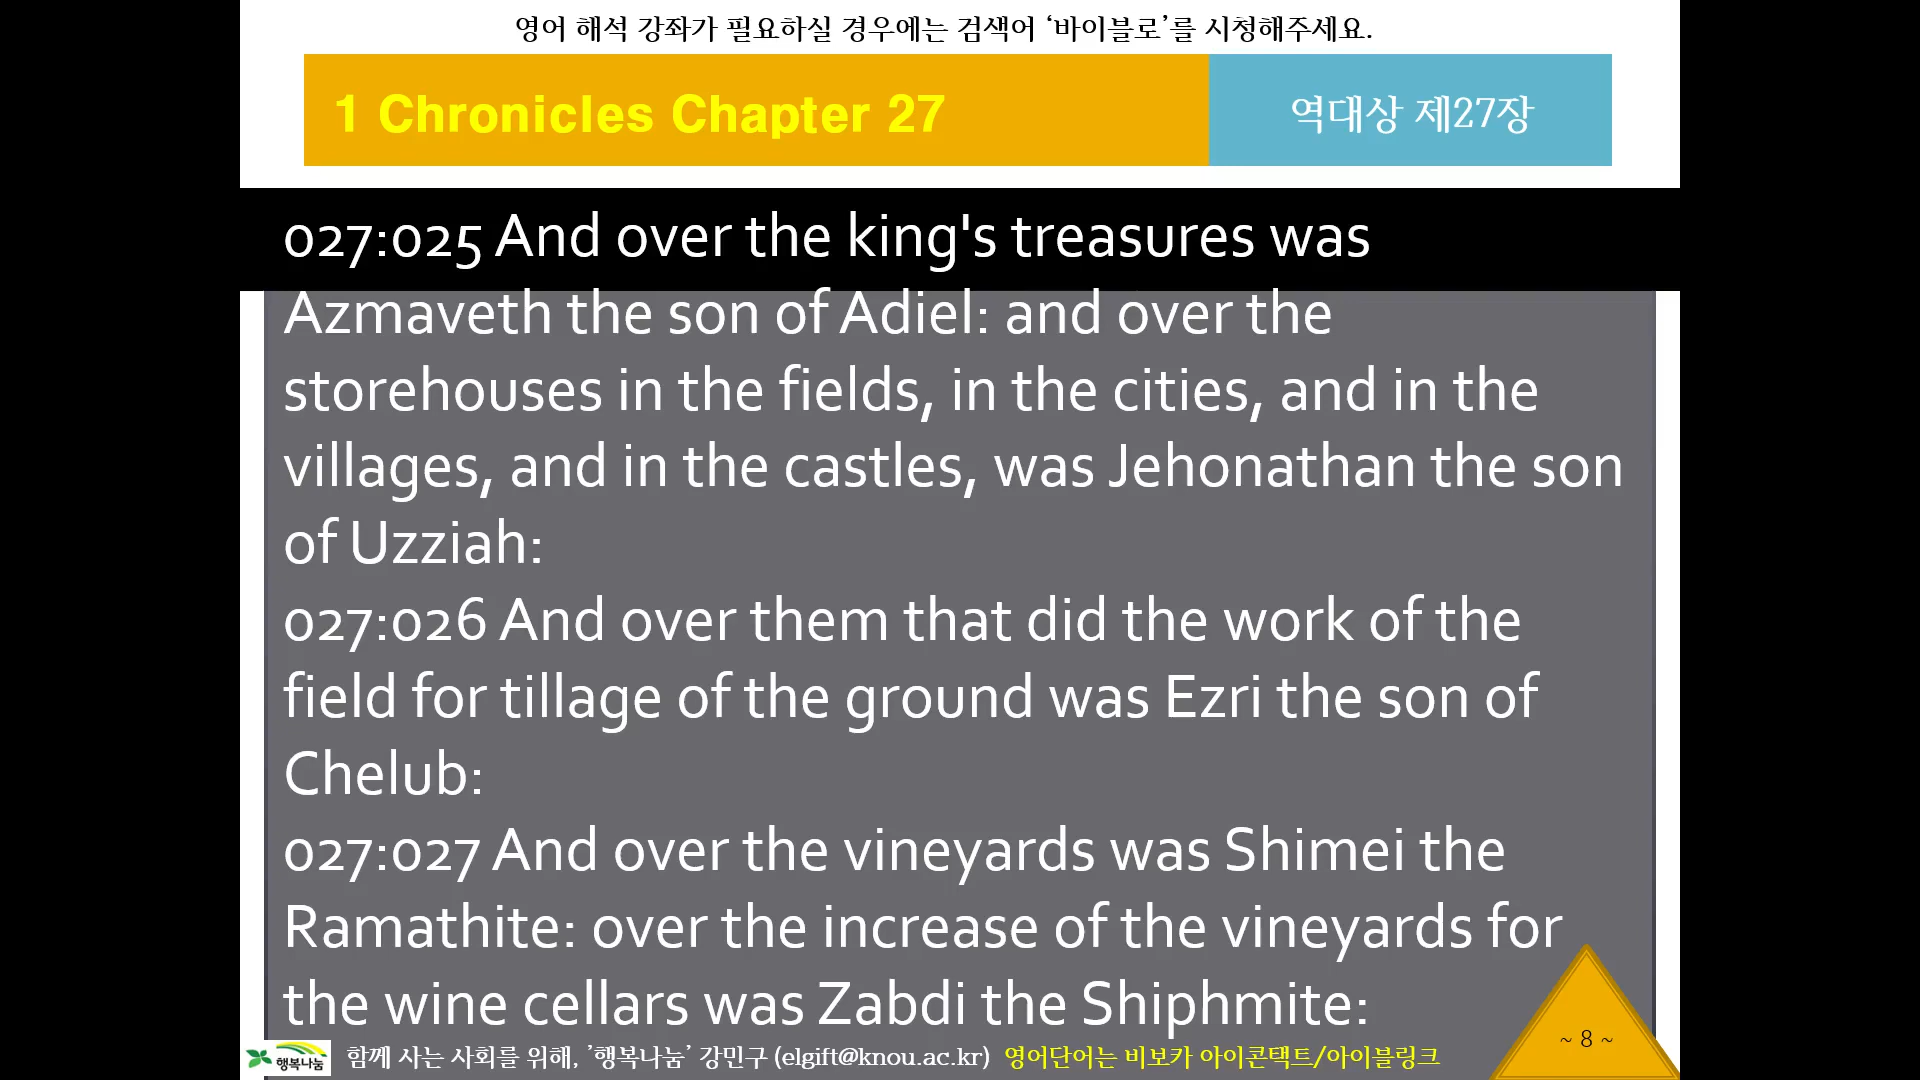 영어 해석 강좌가 필요하실 경우에는 검색어 ‘바이블로’를 시청해주세요.
1 Chronicles Chapter 27
역대상 제27장
027:025 And over the king's treasures was
Azmaveth the son of Adiel: and over the
storehouses in the fields, in the cities, and in the
villages, and in the castles, was Jehonathan the son
of Uzziah:
027:026 And over them that did the work of the
field for tillage of the ground was Ezri the son of
Chelub:
027:027 And over the vineyards was Shimei the
Ramathite: over the increase of the vineyards for
the wine cellars was Zabdi the Shiphmite:
~ 8 ~
행복나눔
함께 사는 사회를 위해, ’행복나눔’ 강민구 (elgift@knou.ac.kr) 영어단어는 비보카 아이콘택트/아이블링크